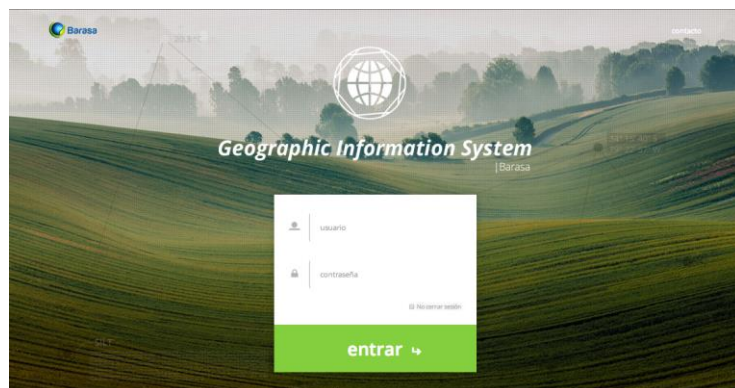 Barasa
contacto
Geographic Information System
|Barasa
usuario
contraseña
No cerrar sesión
entrar